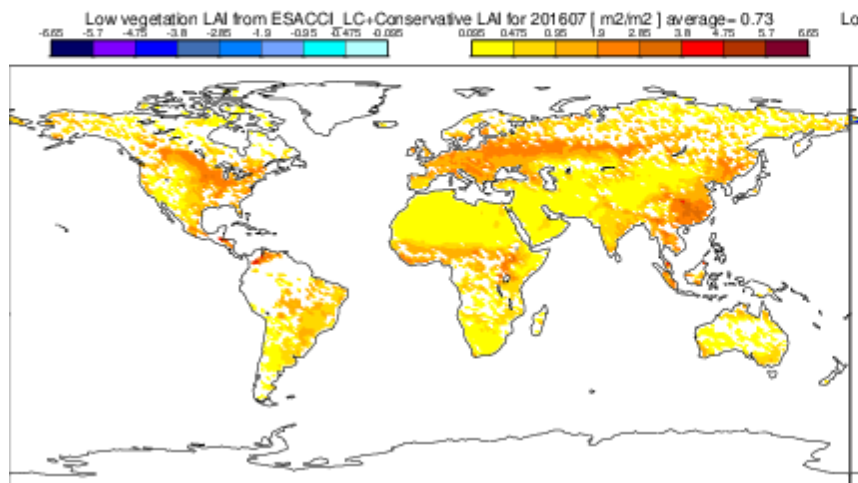 Low vegetation LAI from ESACCI_LC+Conservative LAI for 201607 [ m2/m2 ] average= 0.73 Lo
-6.65 -5.7 -4.75 -3.8 -2.85 -1.9 -0.95 -0.475 -0.095 0.095 0.475 0.95 1.9 2.85 3.8 4.75 5.7 6.65